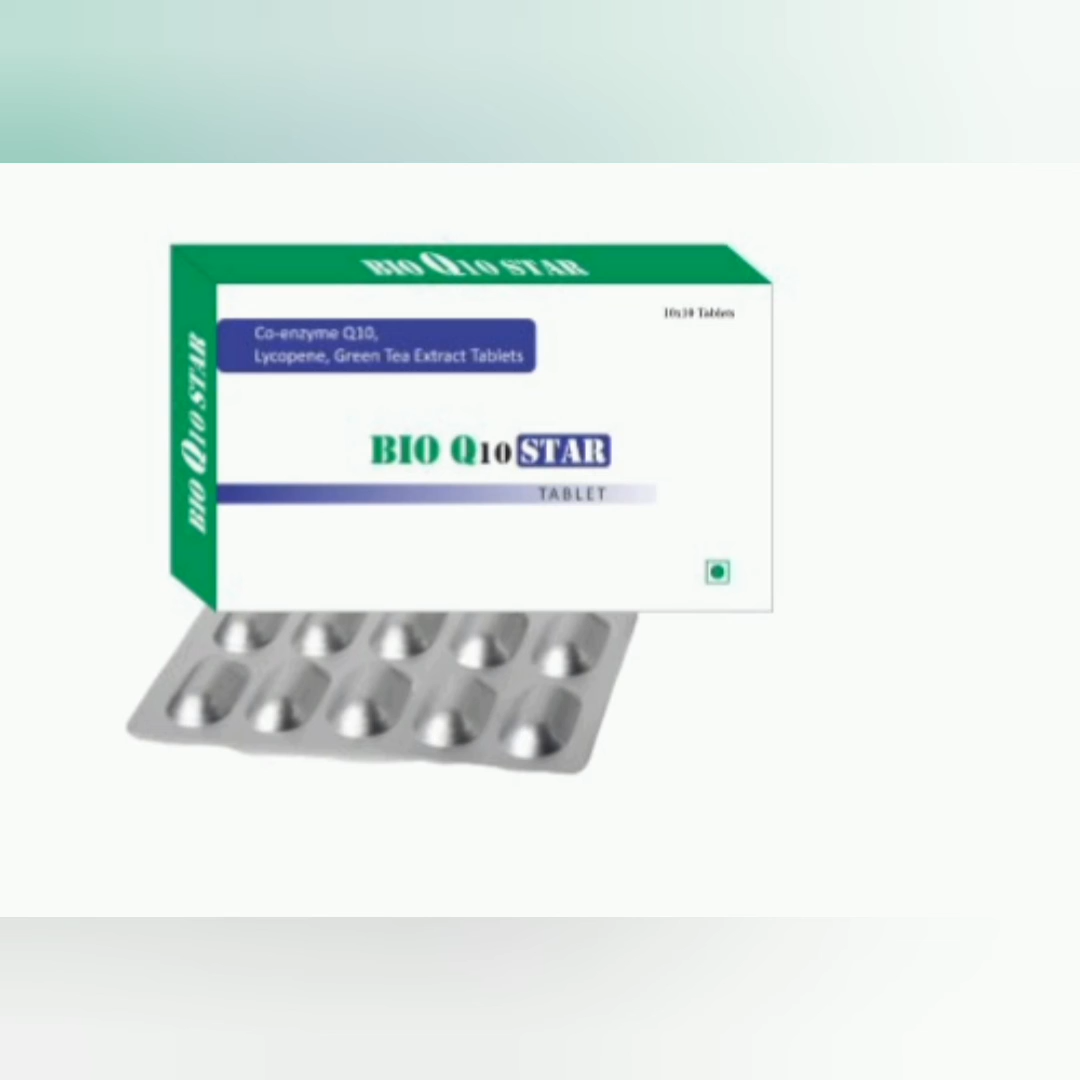 BIO Q10 STAR
10x10 Tablets
Co-enzyme Q10,
Lycopene, Green Tea Extract Tablets
BIO Q10 STAR
BIO Q10 STAR
TABLET